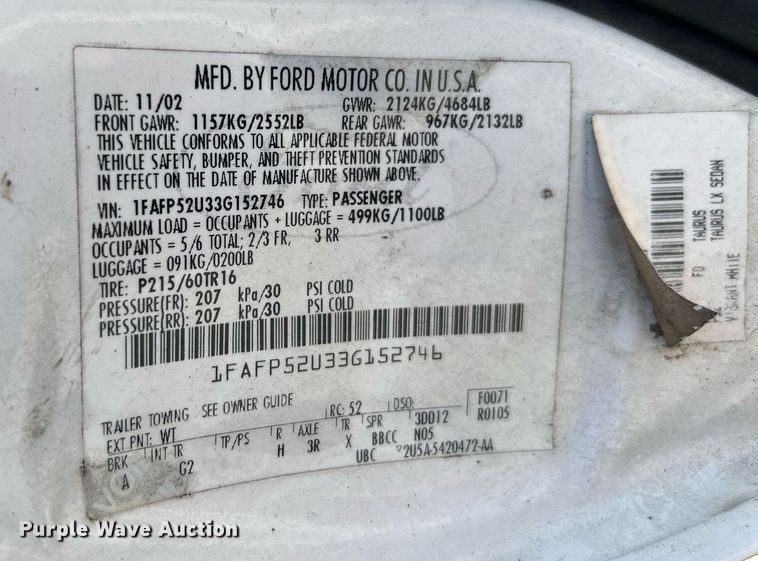 MFD. BY FORD MOTOR CO. IN U.S.A.
DATE: 11/02 GVWR: 2124KG/4684LB
FRONT GAWR: 1157KG/2552LB REAR GAWR: 967KG/2132LB
THIS VEHICLE CONFORMS TO ALL APPLICABLE FEDERAL MOTOR
VEHICLE SAFETY, BUMPER, AND THEFT PREVENTION STANDARDS
IN EFFECT ON THE DATE OF MANUFACTURE SHOWN ABOVE.
VIN: 1FAFP52U33G152746 TYPE: PASSENGER
MAXIMUM LOAD = OCCUPANTS + LUGGAGE = 499KG/1100LB
OCCUPANTS = 5/6 TOTAL; 2/3 FR, 3 RR
LUGGAGE = 091KG/0200LB
TIRE: P215/60TR16
PRESSURE(FR): 207 kPa/30 PSI COLD
PRESSURE(RR): 207 kPa/30 PSI COLD
1FAFP52U33G152746
TRAILER TOWING SEE OWNER GUIDE
EXT PNT: WT RC: 52 DSO: F0071
R0105
BRK INT TR TP/PS R AXLE TR SPR 3DD12
A G2 H 3R X BBCC N05
UBC ▽2U5A-5420472-AA
FO TAURUS
TAURUS LX SEDAN
VIBRANT WHITE
Purple Wave Auction